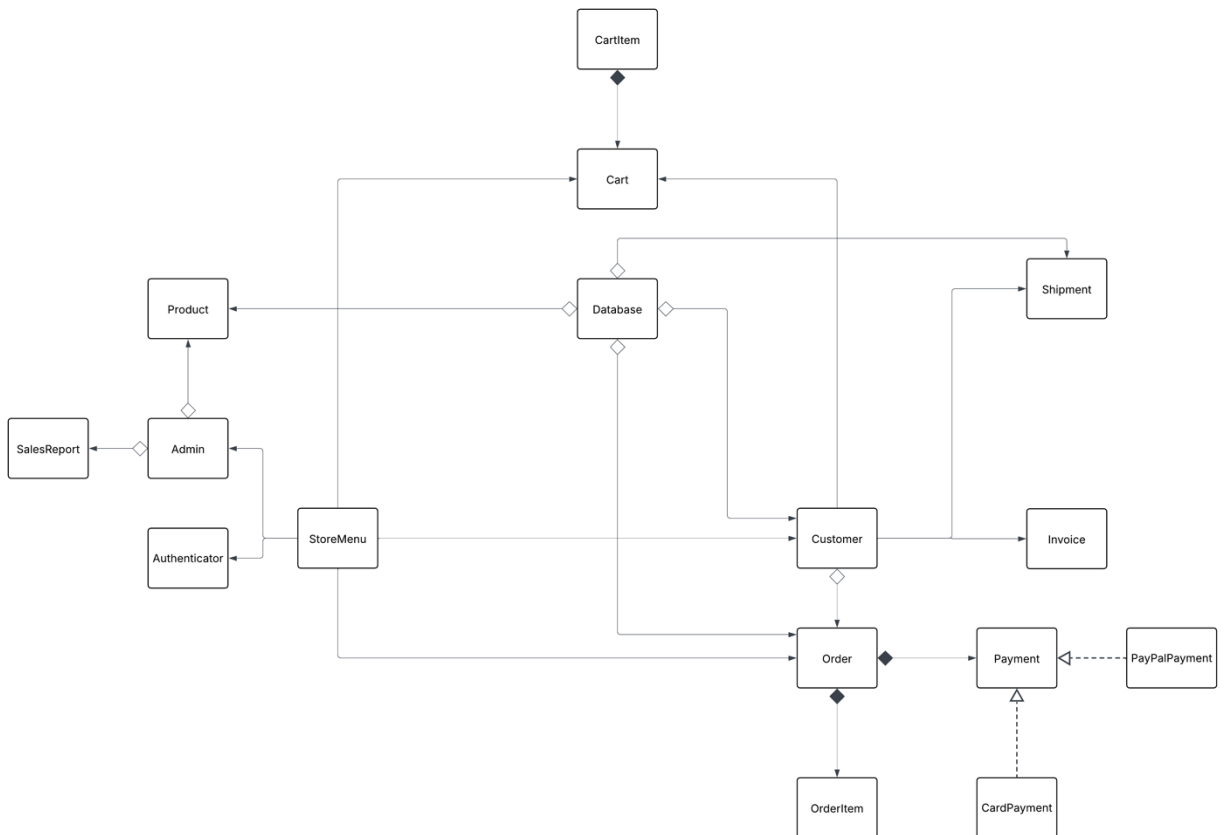 CartItem
Cart
Shipment
Product
Database
SalesReport
Admin
StoreMenu
Customer
Invoice
Authenticator
Order
Payment
PayPalPayment
OrderItem
CardPayment